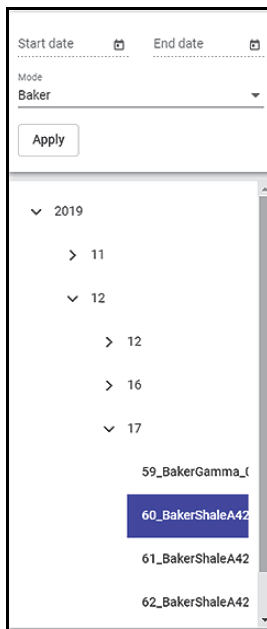 Start date End date
Mode
Baker
Apply
2019
11
12
12
16
17
59_BakerGamma_
60_BakerShaleA42
61_BakerShaleA42
62_BakerShaleA42